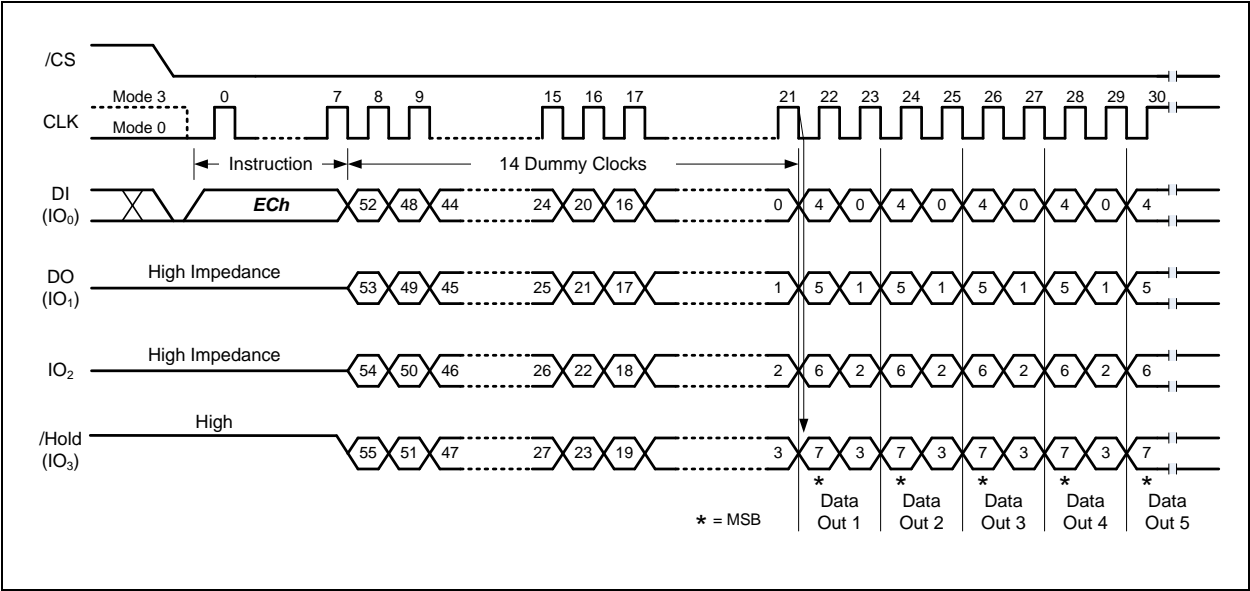 /CS
Mode 3 0 7 8 9 15 16 17 21 22 23 24 25 26 27 28 29 30
CLK
Mode 0
Instruction 14 Dummy Clocks
DI
(IO₀)
ECh 52 48 44 24 20 16 0 4 0 4 0 4 0 4 0 4
DO
(IO₁)
High Impedance 53 49 45 25 21 17 1 5 1 5 1 5 1 5 1 5
IO₂
High Impedance 54 50 46 26 22 18 2 6 2 6 2 6 2 6 2 6
/Hold
(IO₃)
High 55 51 47 27 23 19 3 7 3 7 3 7 3 7 3 7
* * * * *
* = MSB
Data Out 1
Data Out 2
Data Out 3
Data Out 4
Data Out 5